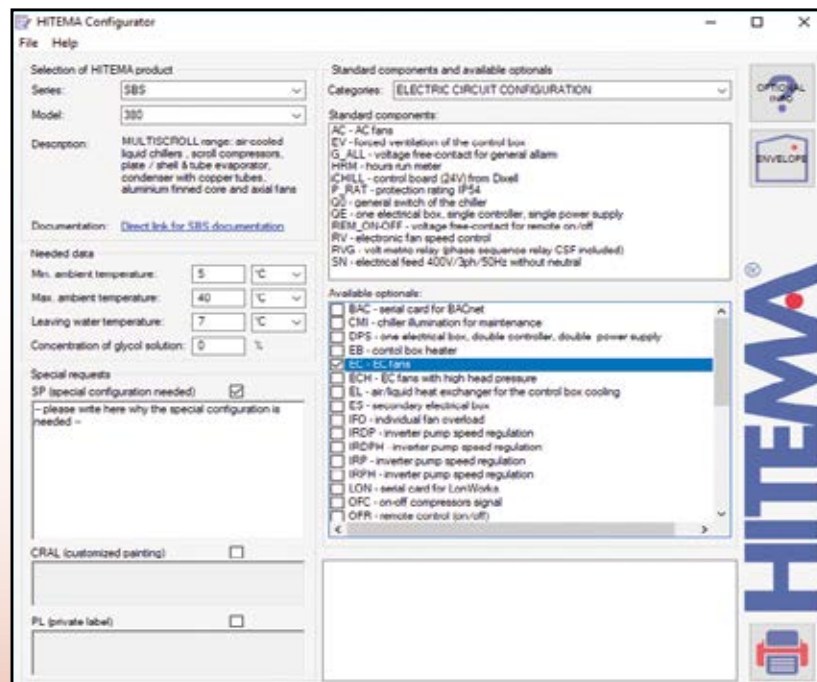 HITEMA Configurator
File Help
Selection of HITEMA product
Series: SBS
Model: 380
Description: MULTISCROLL range: air-cooled
liquid chillers , scroll compressors,
plate / shell & tube evaporator,
condenser with copper tubes,
aluminium finned core and axial fans
Documentation: Direct link for SBS documentation
Needed data
Min. ambient temperature: 5 °C
Max. ambient temperature: 40 °C
Leaving water temperature: 7 °C
Concentration of glycol solution: 0 %
Special requests
SP (special configuration needed)
-- please write here why the special configuration is
needed --
CRAL (customized painting)
PL (private label)
Standard components and available optionals
Categories: ELECTRIC CIRCUIT CONFIGURATION
Standard components:
AC - AC fans
EV - forced ventilation of the control box
G_ALL - voltage free-contact for general allarm
HRM - hours run meter
iCHILL - control board (24V) from Dixell
P_RAT - protection rating IP54
Q0 - general switch of the chiller
QE - one electrical box, single controller, single power supply
REM_ON-OFF - voltage free-contact for remote on/off
RV - electronic fan speed control
RVG - volt metric relay (phase sequence relay CSF included)
SN - electrical feed 400V/3ph/50Hz without neutral
Available optionals:
BAC - serial card for BACnet
CMI - chiller illumination for maintenance
DPS - one electrical box, double controller, double power supply
EB - contol box heater
EC - EC fans
ECH - EC fans with high head pressure
EL - air/liquid heat exchanger for the control box cooling
ES - secondary electrical box
IFO - individual fan overload
IRDP - inverter pump speed regulation
IRDPH - inverter pump speed regulation
IRP - inverter pump speed regulation
IRPH - inverter pump speed regulation
LON - serial card for LonWorks
OFC - on-off compressors signal
OFR - remote control (on/off)
OPTIONAL
INFO
ENVELOPE
HITEMA
®